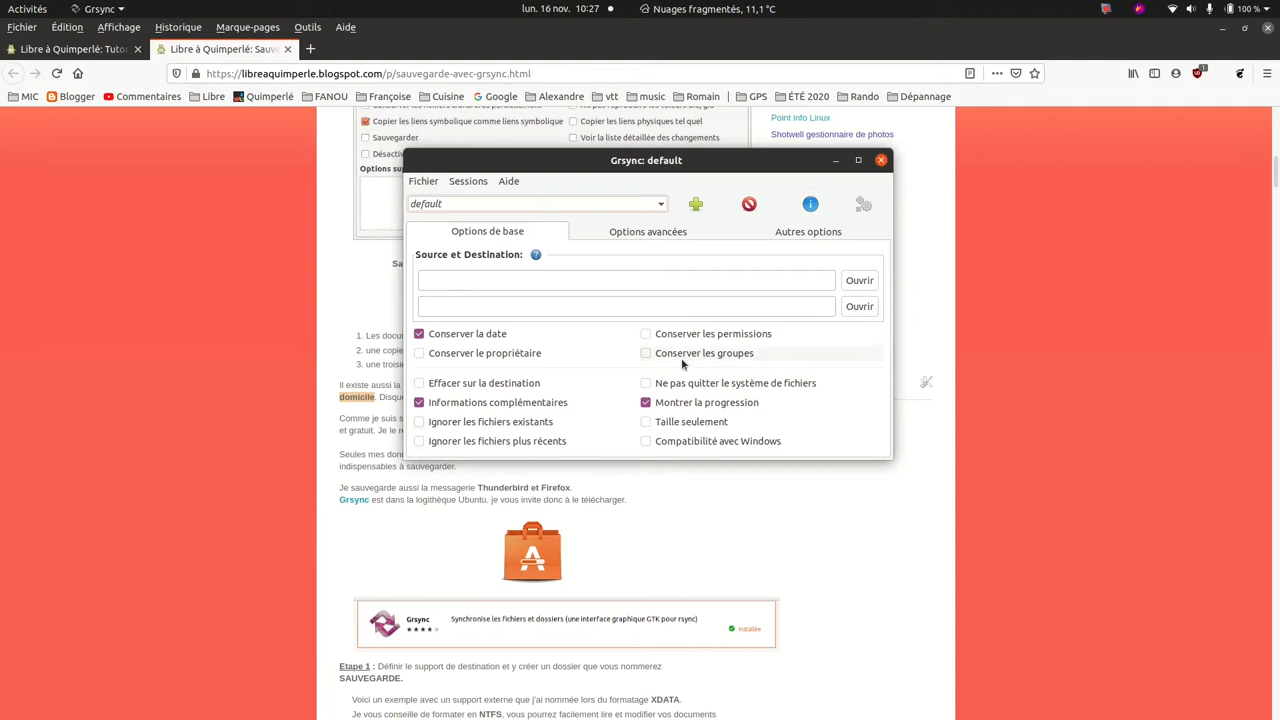 Activités Grsync lun. 16 nov. 10:27 Nuages fragmentés, 11,1 °C 100 %
Fichier Édition Affichage Historique Marque-pages Outils Aide
Libre à Quimperlé: Tutor Libre à Quimperlé: Sauve
https://libreaquimperle.blogspot.com/p/sauvegarde-avec-grsync.html 1
MIC Blogger Commentaires Libre Quimperlé FANOU Françoise Cuisine Google Alexandre vtt music Romain GPS ÉTÉ 2020 Rando Dépannage
Copier les liens symbolique comme liens symbolique Copier les liens physiques tel quel
Point info Linux
Sauvegarder Voir la liste détaillée des changements
Shotwell gestionnaire de photos
Désactiv
Options su
Grsync: default
Fichier Sessions Aide
default
Options de base Options avancées Autres options
Source et Destination:
Ouvrir
Ouvrir
Conserver la date Conserver les permissions
Conserver le propriétaire Conserver les groupes
Effacer sur la destination Ne pas quitter le système de fichiers
Informations complémentaires Montrer la progression
Ignorer les fichiers existants Taille seulement
Ignorer les fichiers plus récents Compatibilité avec Windows
Sa
1. Les docum
2. une copie
3. une troisiè
Il existe aussi la
domicile. Disqu
Comme je suis s
et gratuit. Je le r
Seules mes donn
indispensables à sauvegarder.
Je sauvegarde aussi la messagerie Thunderbird et Firefox.
Grsync est dans la logithèque Ubuntu. je vous invite donc à le télécharger.
Grsync Synchronise les fichiers et dossiers (une interface graphique GTK pour rsync)
Installée
Etape 1 : Définir le support de destination et y créer un dossier que vous nommerez
SAUVEGARDE.
Voici un exemple avec un support externe que j'ai nommée lors du formatage XDATA.
Je vous conseille de formater en NTFS, vous pourrez facilement lire et modifier vos documents